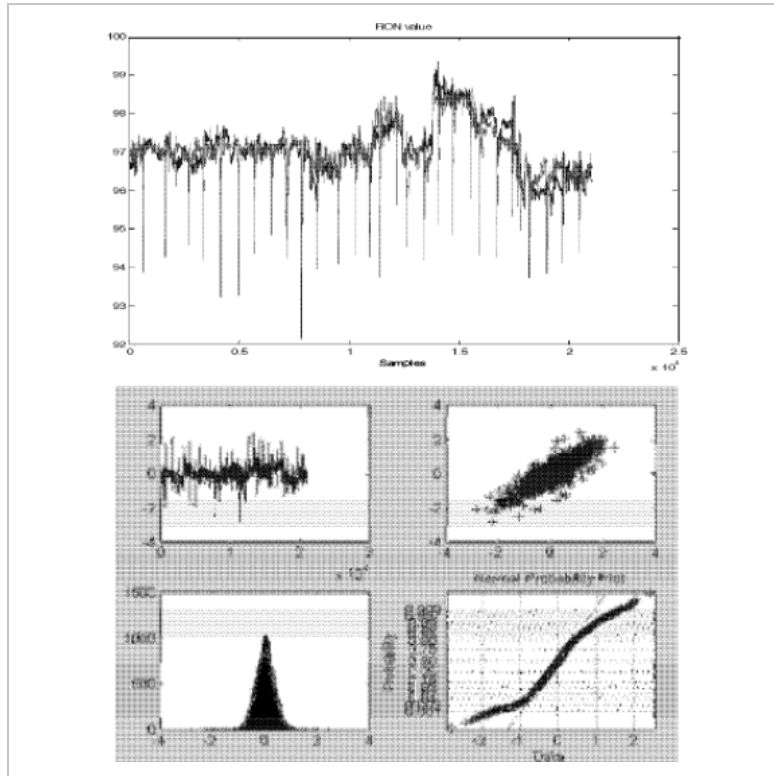 RON value
100
99
98
97
96
95
94
93
92
0 0.5 1 1.5 2 2.5
Samples
x 10⁴
4
2
0
-2
-4
0 1 2 3
x 10⁴
4
2
0
-2
-4
-4 -2 0 2 4
1500
1000
500
0
-4 -2 0 2 4
Normal Probability Plot
Probability
-2 -1 0 1 2
Data